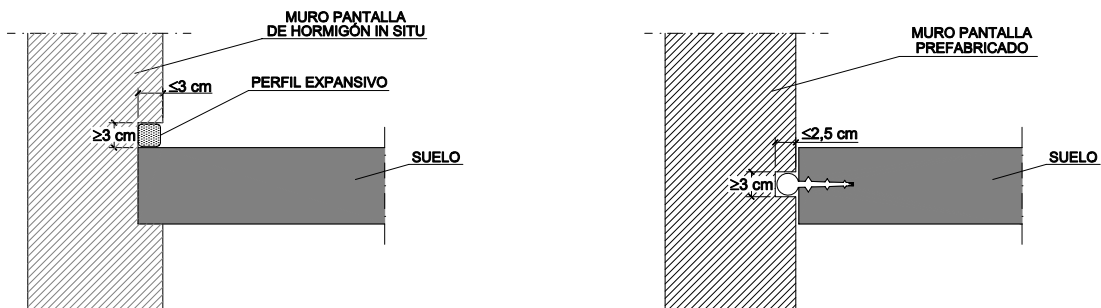 MURO PANTALLA
DE HORMIGÓN IN SITU
≤3 cm
PERFIL EXPANSIVO
≥3 cm
SUELO
MURO PANTALLA
PREFABRICADO
≤2,5 cm
≥3 cm
SUELO